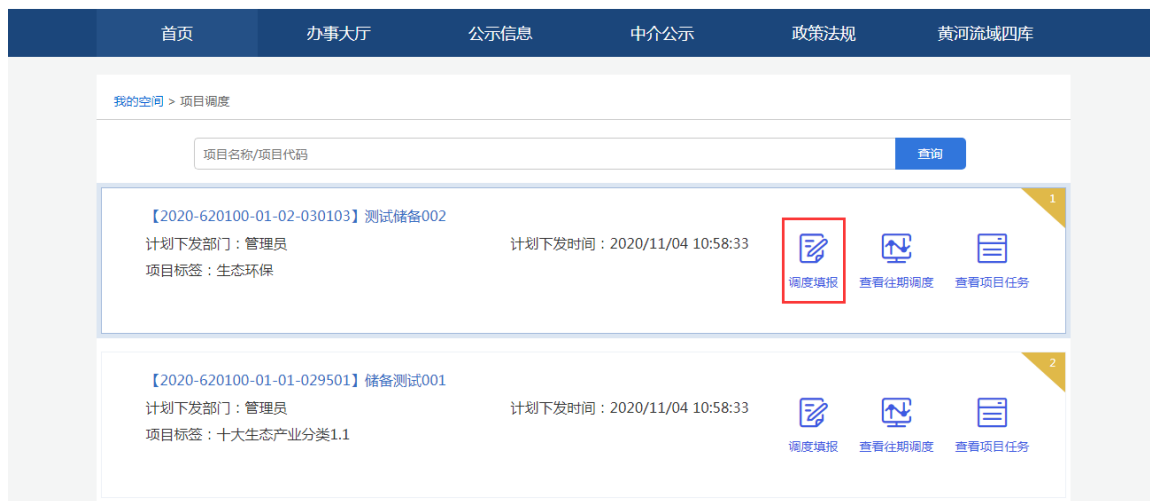 首页 办事大厅 公示信息 中介公示 政策法规 黄河流域四库
我的空间 > 项目调度
项目名称/项目代码 查询
1
【2020-620100-01-02-030103】测试储备002
计划下发部门：管理员 计划下发时间：2020/11/04 10:58:33
项目标签：生态环保
调度填报 查看往期调度 查看项目任务
2
【2020-620100-01-01-029501】储备测试001
计划下发部门：管理员 计划下发时间：2020/11/04 10:58:33
项目标签：十大生态产业分类1.1
调度填报 查看往期调度 查看项目任务